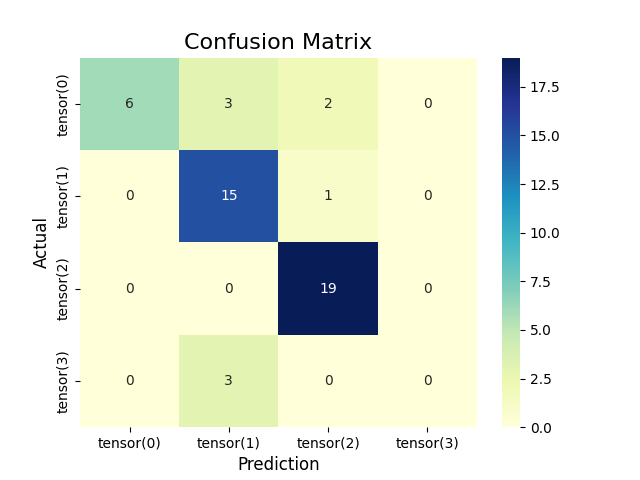 Confusion Matrix
Actual
tensor(0) 6 3 2 0
tensor(1) 0 15 1 0
tensor(2) 0 0 19 0
tensor(3) 0 3 0 0
tensor(0) tensor(1) tensor(2) tensor(3)
Prediction
17.5
15.0
12.5
10.0
7.5
5.0
2.5
0.0